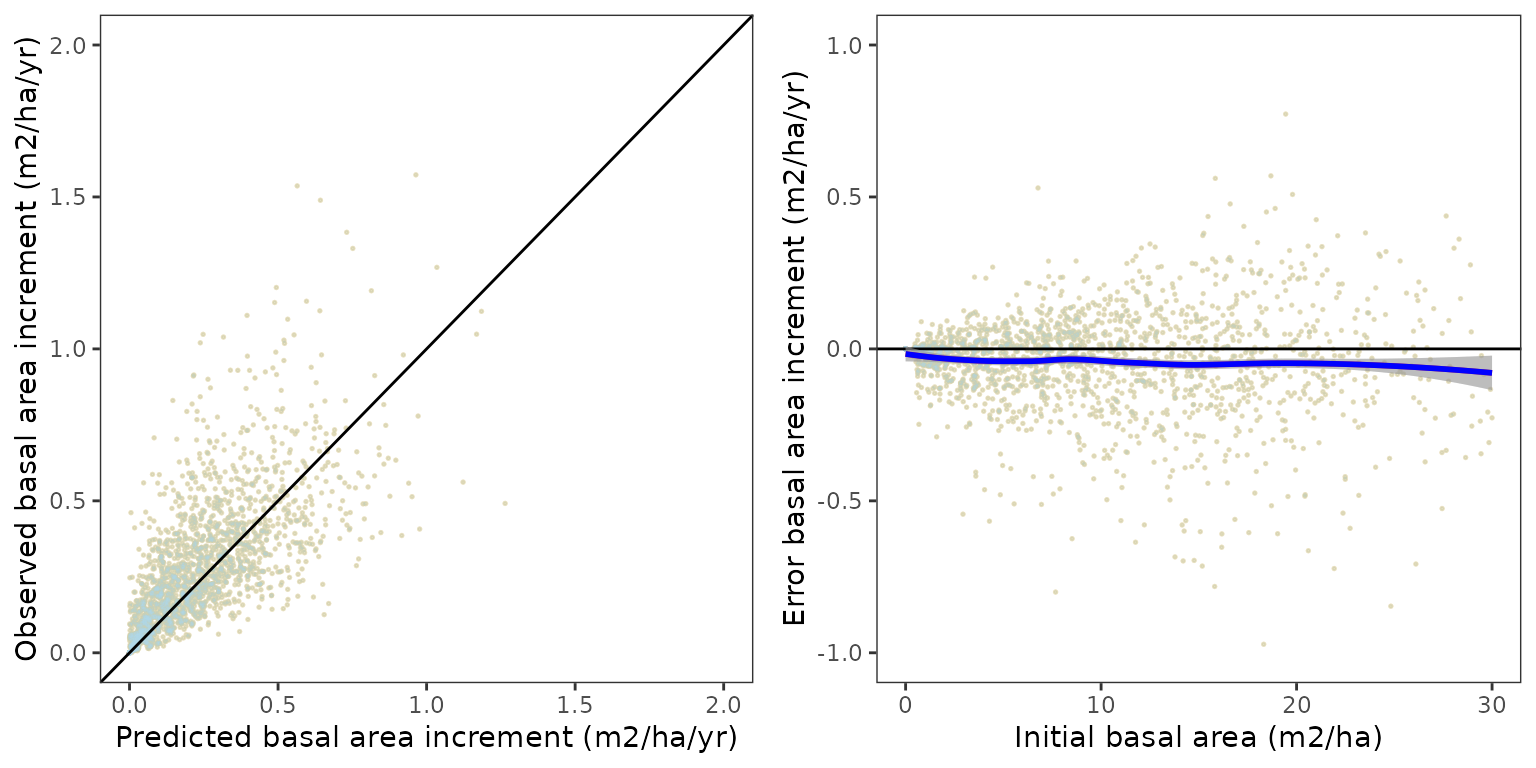 Observed basal area increment (m2/ha/yr)
2.0
1.5
1.0
0.5
0.0
0.0 0.5 1.0 1.5 2.0
Predicted basal area increment (m2/ha/yr)
Error basal area increment (m2/ha/yr)
1.0
0.5
0.0
-0.5
-1.0
0 10 20 30
Initial basal area (m2/ha)